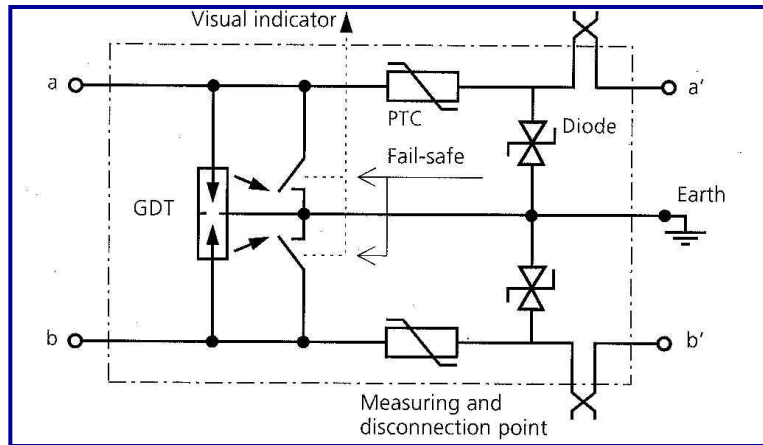 Visual indicator
a
a'
PTC
Diode
Fail-safe
GDT
Earth
b
b'
Measuring and
disconnection point